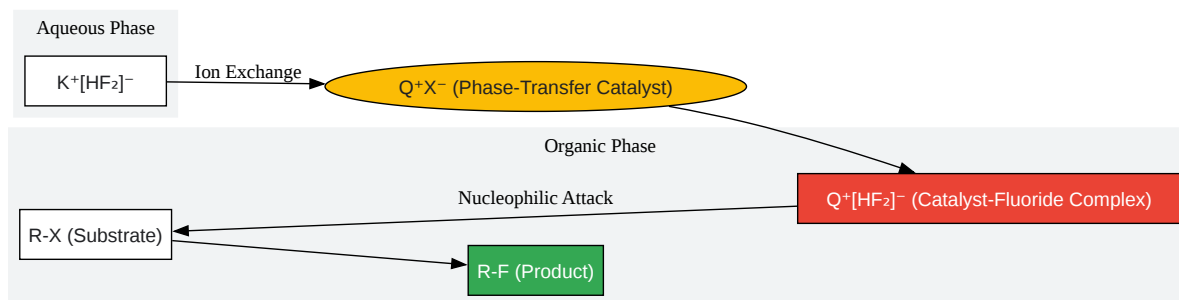 Aqueous Phase
K⁺[HF₂]⁻
Ion Exchange
Q⁺X⁻ (Phase-Transfer Catalyst)
Organic Phase
Q⁺[HF₂]⁻ (Catalyst-Fluoride Complex)
Nucleophilic Attack
R-X (Substrate)
R-F (Product)